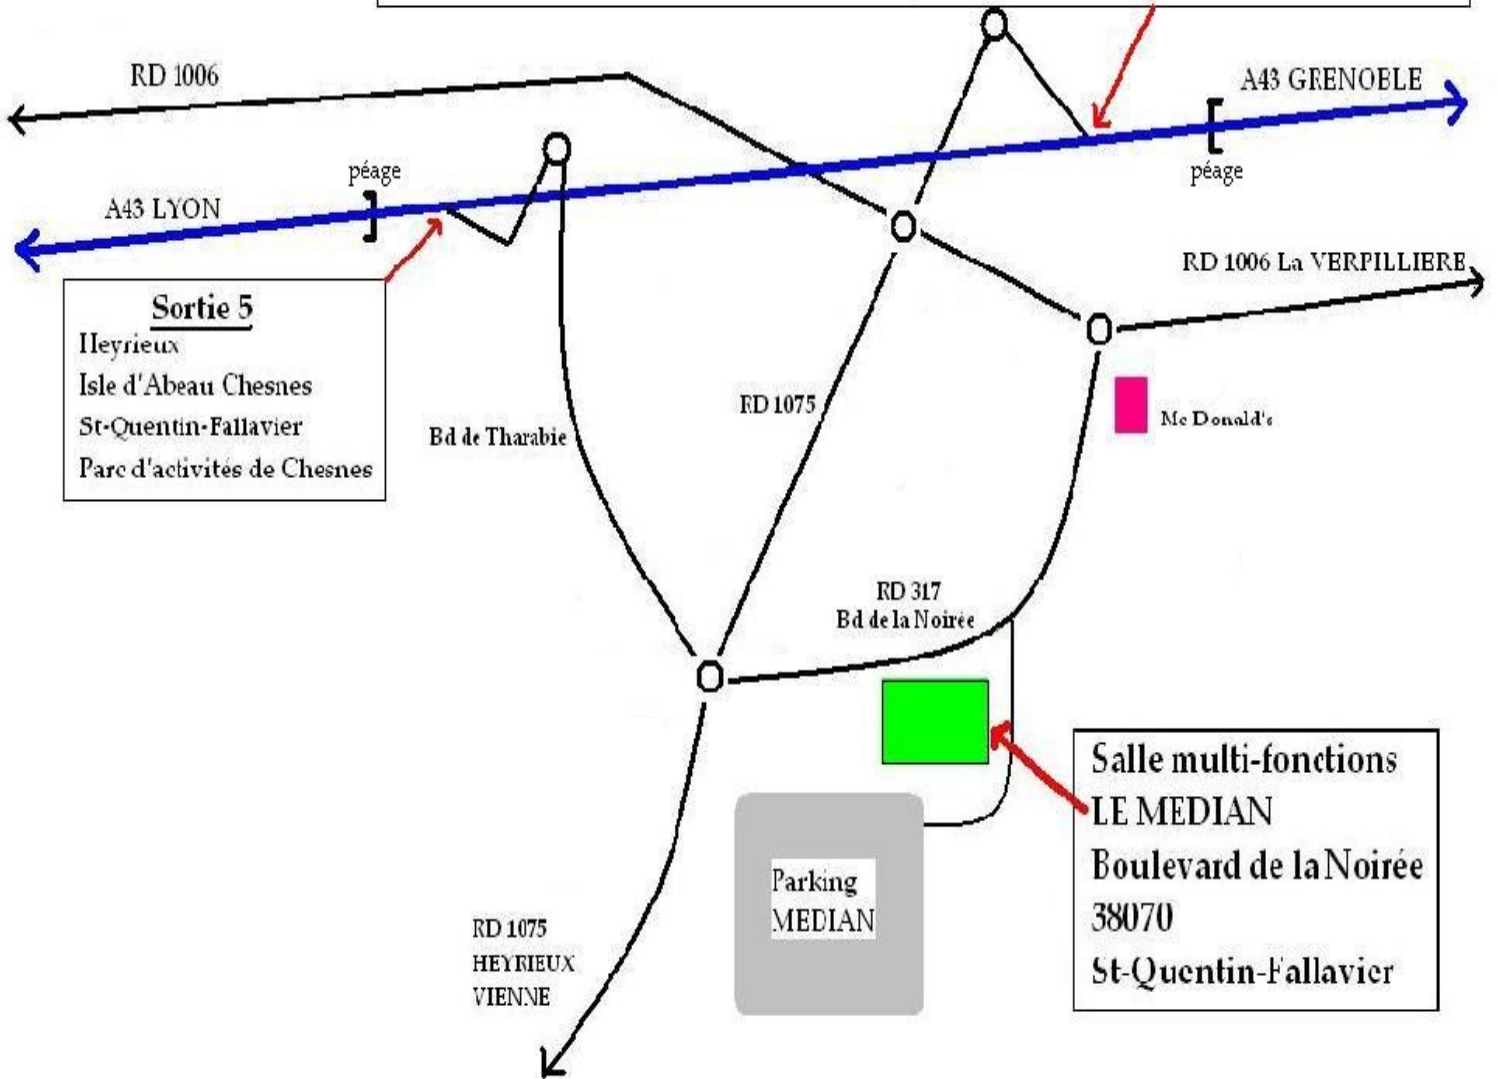 RD 1006
A43 GRENOBLE
péage
péage
A43 LYON
RD 1006 La VERPILLIERE
Sortie 5
Heyrieux
Isle d'Abeau Chesnes
St-Quentin-Fallavier
Parc d'activités de Chesnes
RD 1075
Mc Donald's
Bd de Tharabie
RD 317
Bd de la Noirée
Salle multi-fonctions
LE MEDIAN
Boulevard de la Noirée
38070
St-Quentin-Fallavier
Parking
MEDIAN
RD 1075
HEYRIEUX
VIENNE